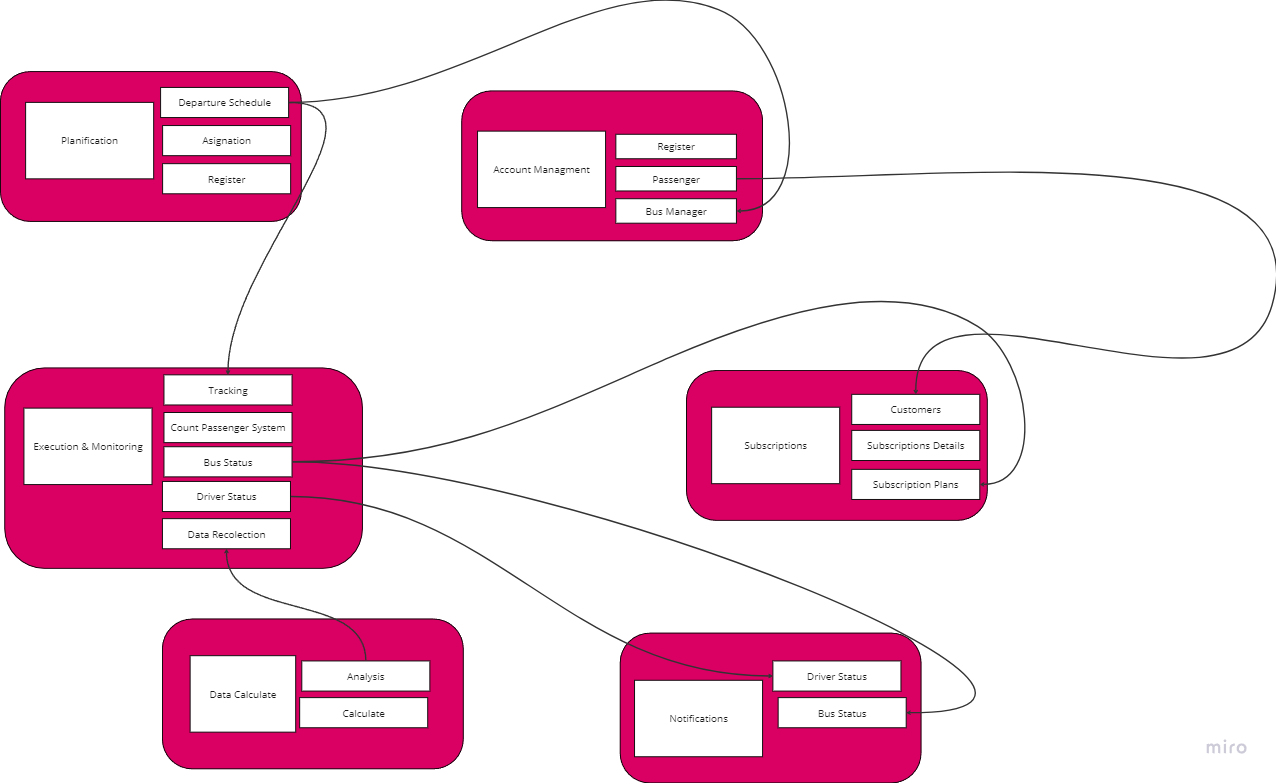 Planification
Departure Schedule
Asignation
Register
Account Managment
Register
Passenger
Bus Manager
Execution & Monitoring
Tracking
Count Passenger System
Bus Status
Driver Status
Data Recolection
Subscriptions
Customers
Subscriptions Details
Subscription Plans
Data Calculate
Analysis
Calculate
Notifications
Driver Status
Bus Status
miro